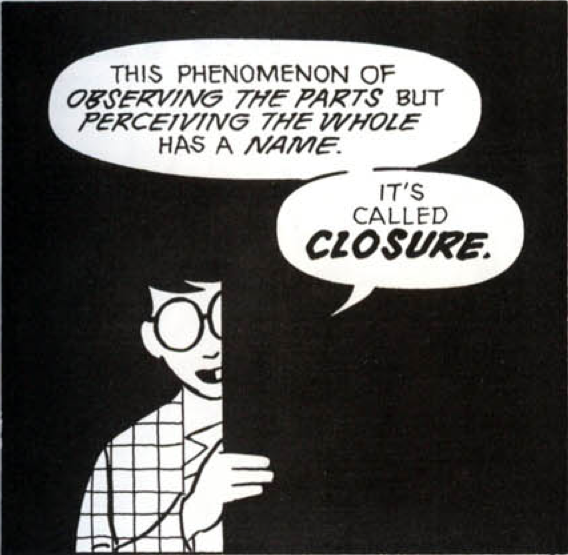 THIS PHENOMENON OF
OBSERVING THE PARTS BUT
PERCEIVING THE WHOLE
HAS A NAME.
IT'S
CALLED
CLOSURE.